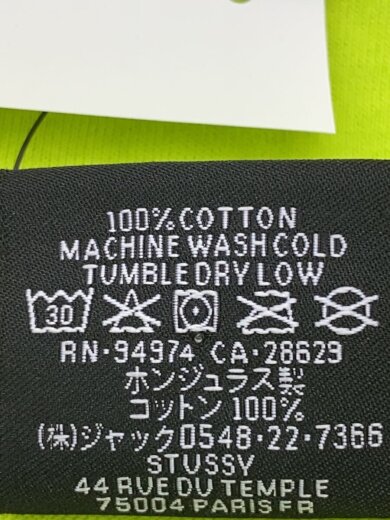 100% COTTON
MACHINE WASH COLD
TUMBLE DRY LOW
30
RN-94974 CA-28629
ホンジュラス製
コットン 100%
(株)ジャック0548-22-7366
STUSSY
44 RUE DU TEMPLE
75004 PARIS FR